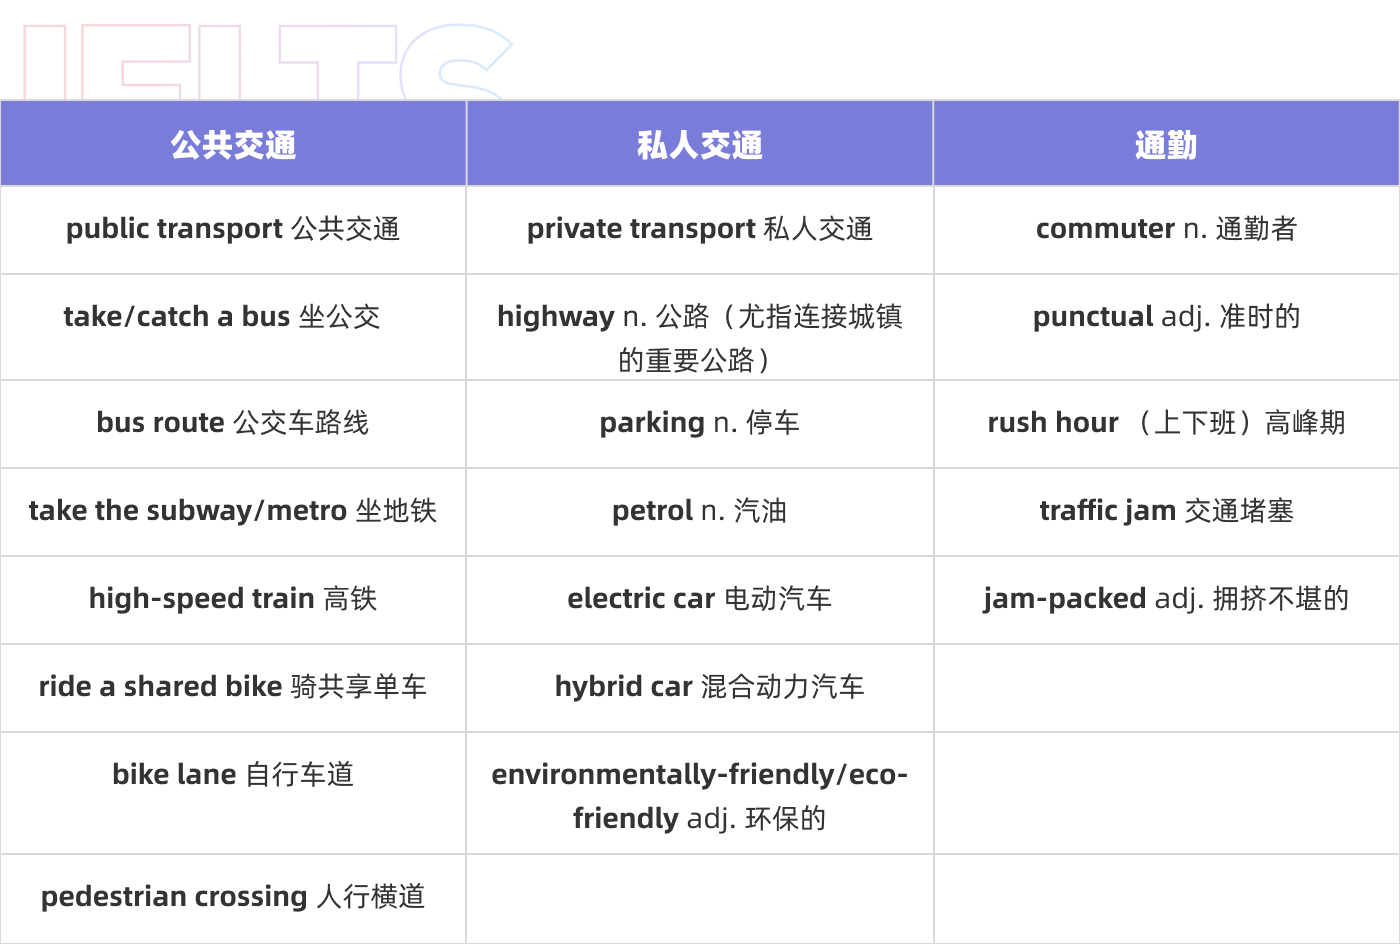 IELTS
公共交通 私人交通 通勤
public transport 公共交通 private transport 私人交通 commuter n. 通勤者
take/catch a bus 坐公交 highway n. 公路（尤指连接城镇 punctual adj. 准时的
的重要公路）
bus route 公交车路线 parking n. 停车 rush hour （上下班）高峰期
take the subway/metro 坐地铁 petrol n. 汽油 traffic jam 交通堵塞
high-speed train 高铁 electric car 电动汽车 jam-packed adj. 拥挤不堪的
ride a shared bike 骑共享单车 hybrid car 混合动力汽车
bike lane 自行车道 environmentally-friendly/eco-
friendly adj. 环保的
pedestrian crossing 人行横道